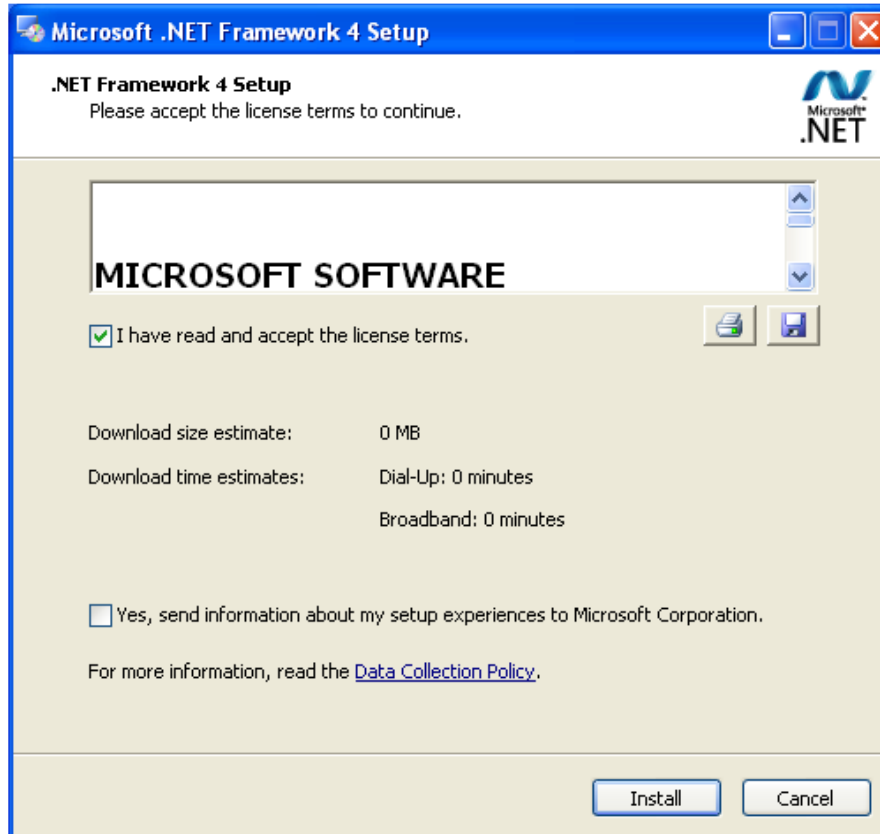 Microsoft .NET Framework 4 Setup
.NET Framework 4 Setup
Please accept the license terms to continue.
Microsoft
.NET
MICROSOFT SOFTWARE
I have read and accept the license terms.
Download size estimate: 0 MB
Download time estimates: Dial-Up: 0 minutes
Broadband: 0 minutes
Yes, send information about my setup experiences to Microsoft Corporation.
For more information, read the Data Collection Policy.
Install Cancel